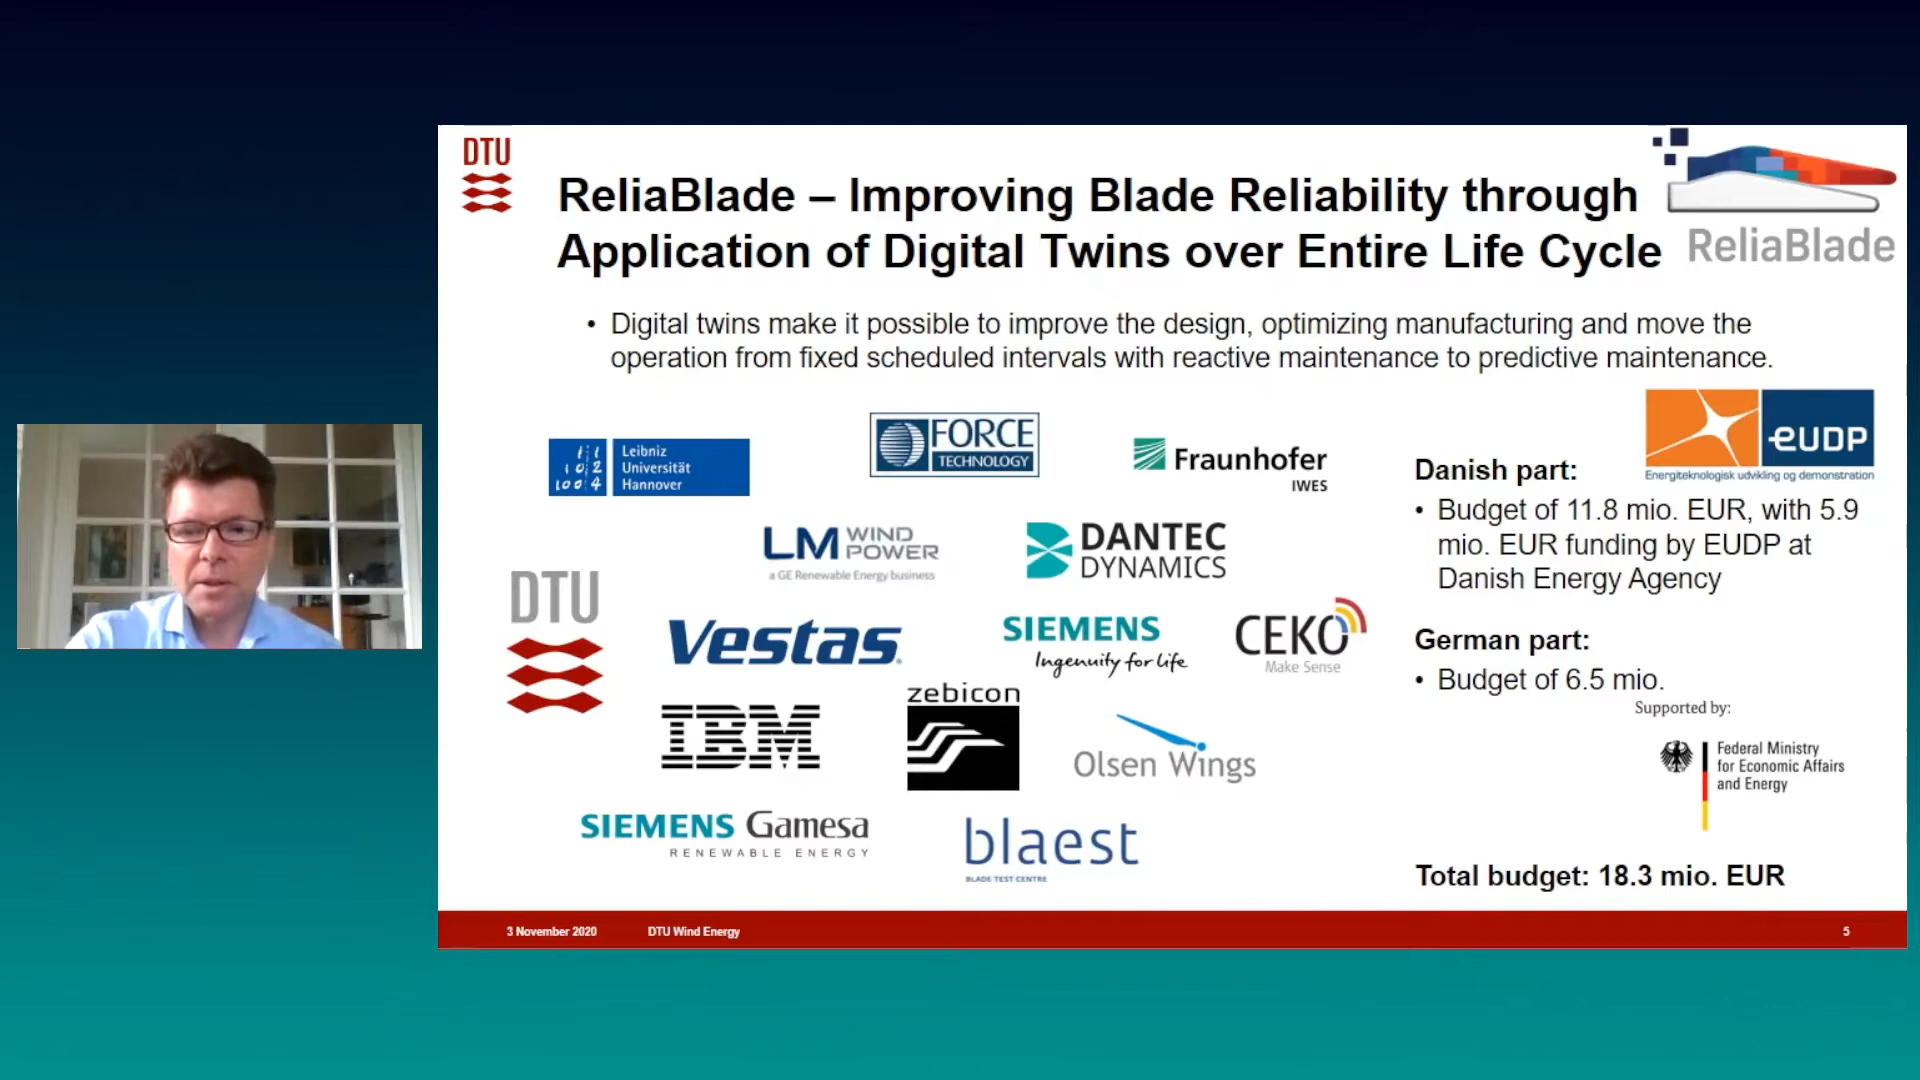 DTU
ReliaBlade – Improving Blade Reliability through
Application of Digital Twins over Entire Life Cycle
ReliaBlade
• Digital twins make it possible to improve the design, optimizing manufacturing and move the
operation from fixed scheduled intervals with reactive maintenance to predictive maintenance.
Leibniz
Universität
Hannover
FORCE
TECHNOLOGY
Fraunhofer
IWES
LM WIND
POWER
a GE Renewable Energy business
DANTEC
DYNAMICS
DTU
Vestas
SIEMENS
Ingenuity for life
CEKO
Make Sense
IBM
zebicon
Olsen Wings
SIEMENS Gamesa
RENEWABLE ENERGY
blaest
BLADE TEST CENTRE
eUDP
Energiteknologisk udvikling og demonstration
Danish part:
• Budget of 11.8 mio. EUR, with 5.9
mio. EUR funding by EUDP at
Danish Energy Agency
German part:
• Budget of 6.5 mio.
Supported by:
Federal Ministry
for Economic Affairs
and Energy
Total budget: 18.3 mio. EUR
3 November 2020 DTU Wind Energy 5